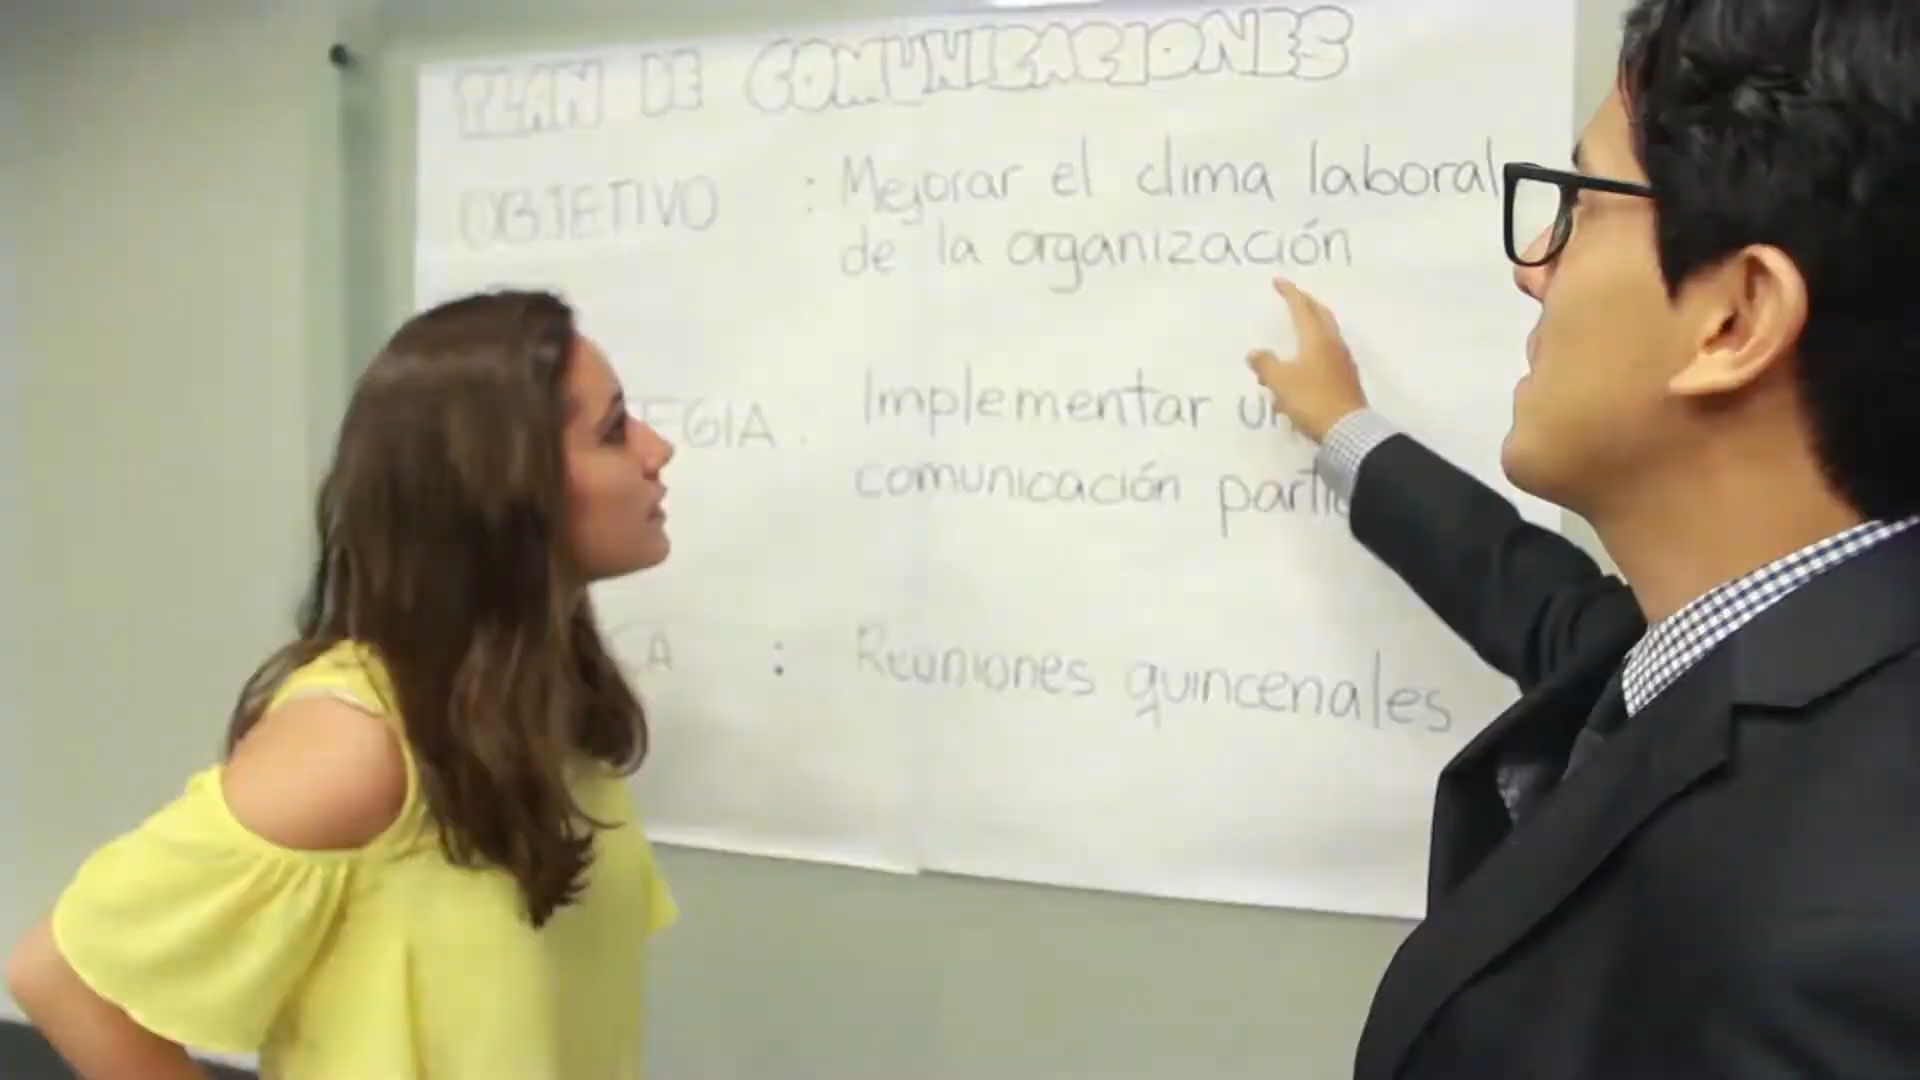 PLAN DE COMUNICACIONES
OBJETIVO : Mejorar el clima laboral
de la organización
Implementar
comunicación
: Reuniones quincenales